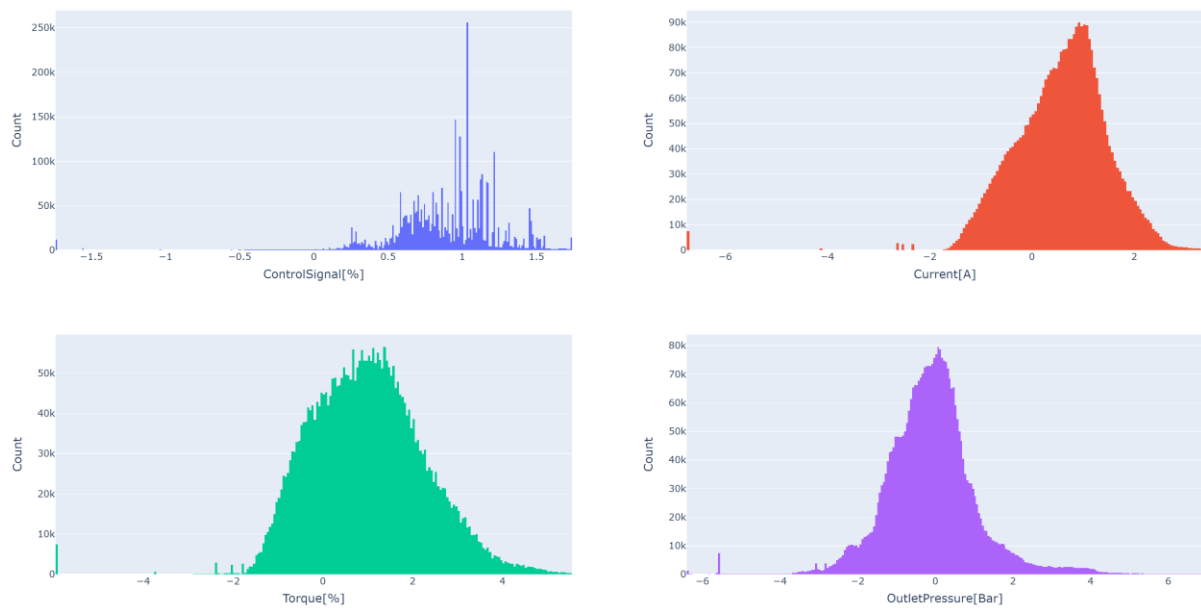 250k
200k
150k
100k
50k
0
Count
−1.5
−1
−0.5
0
0.5
1
1.5
ControlSignal[%]
90k
80k
70k
60k
50k
40k
30k
20k
10k
0
Count
−6
−4
−2
0
2
Current[A]
50k
40k
30k
20k
10k
0
Count
−4
−2
0
2
4
Torque[%]
80k
70k
60k
50k
40k
30k
20k
10k
0
Count
−6
−4
−2
0
2
4
6
OutletPressure[Bar]